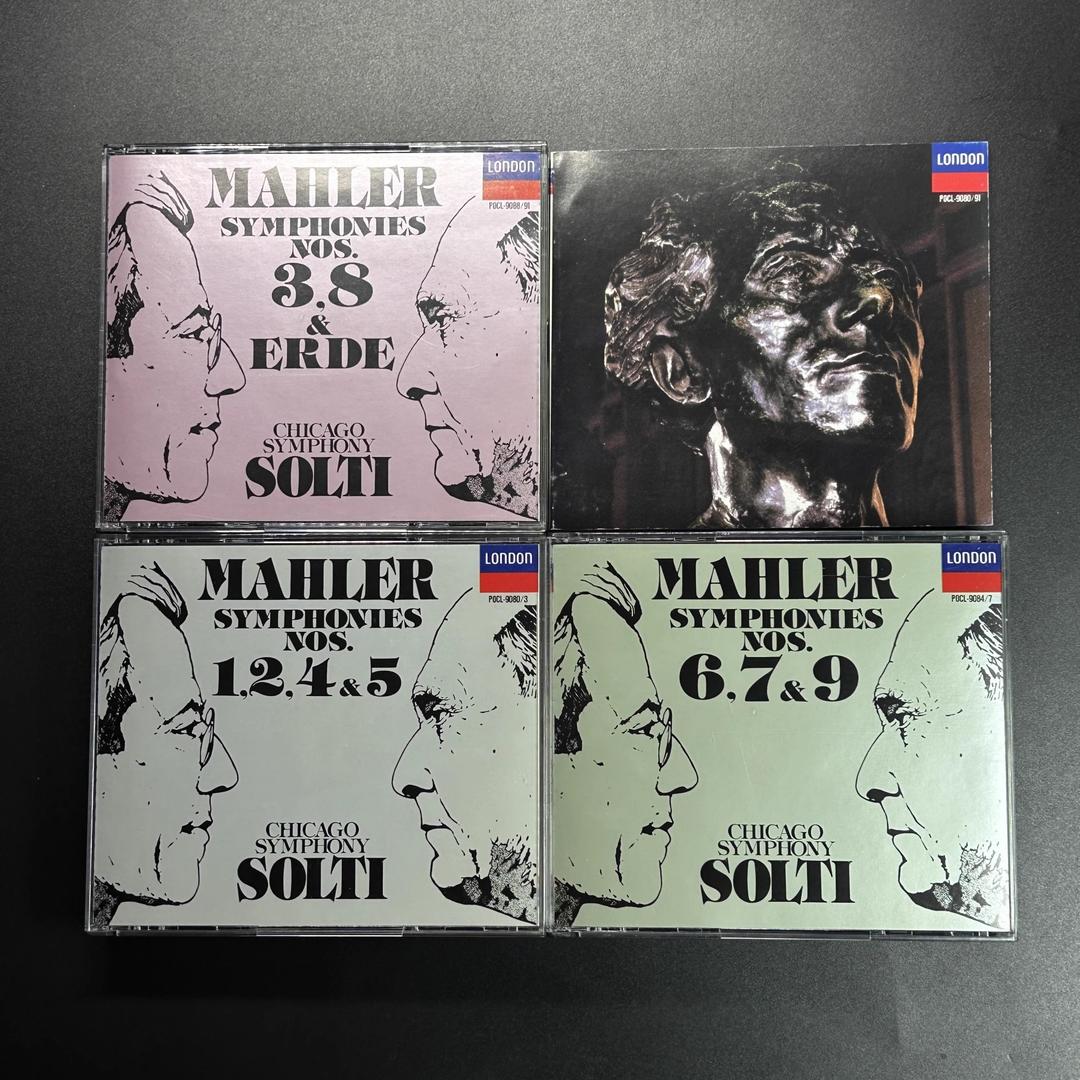 MAHLER
SYMPHONIES
NOS.
3,8
&
ERDE
CHICAGO
SYMPHONY
SOLTI
LONDON
POCL-9088/91
LONDON
POCL-9080/91
MAHLER
SYMPHONIES
NOS.
1,2,4&5
CHICAGO
SYMPHONY
SOLTI
LONDON
POCL-9080/3
MAHLER
SYMPHONIES
NOS.
6,7&9
CHICAGO
SYMPHONY
SOLTI
LONDON
POCL-9084/7